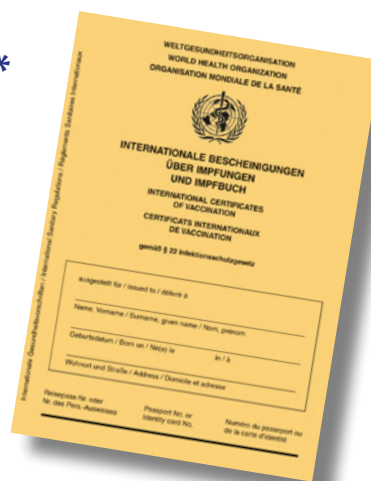 *
WELTGESUNDHEITSORGANISATION
WORLD HEALTH ORGANIZATION
ORGANISATION MONDIALE DE LA SANTÉ
INTERNATIONALE BESCHEINIGUNGEN
ÜBER IMPFUNGEN
UND IMPFBUCH
INTERNATIONAL CERTIFICATES
OF VACCINATION
CERTIFICATS INTERNATIONAUX
DE VACCINATION
gemäß § 22 Infektionsschutzgesetz
ausgestellt für / issued to / délivré à
Name, Vorname / Surname, given name / Nom, prénom
Geburtsdatum / Born on / Né(e) le in / à
Wohnort und Straße / Address / Domicile et adresse
Reisepass-Nr. oder Passport No. or Numéro du passeport ou
Nr. des Pers.-Ausweises Identity card No. de la carte d'identité
Internationale Gesundheitsvorschriften / International Sanitary Regulations / Règlements Sanitaires Internationaux